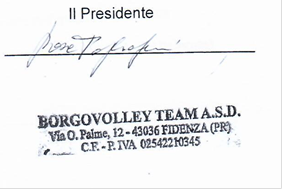 Il Presidente
BORGOVOLLEY TEAM A.S.D.
Via O. Palme, 12 - 43036 FIDENZA (PR)
C.F. - P. IVA 02542210345